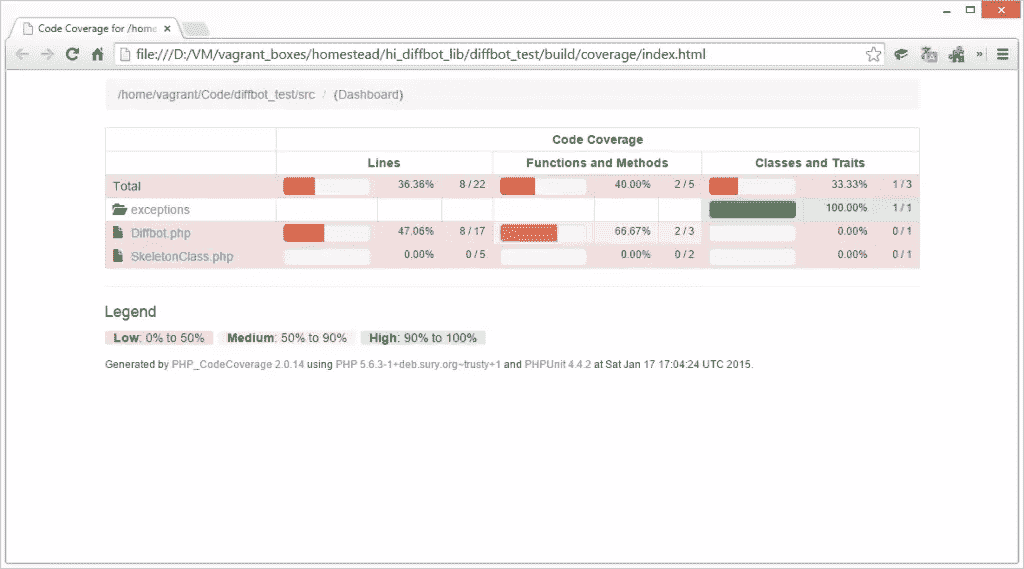 Code Coverage for /home
file:///D:/VM/vagrant_boxes/homestead/hi_diffbot_lib/diffbot_test/build/coverage/index.html
/home/vagrant/Code/diffbot_test/src / (Dashboard)
Code Coverage
Lines Functions and Methods Classes and Traits
Total 36.36% 8 / 22 40.00% 2 / 5 33.33% 1 / 3
exceptions 100.00% 1 / 1
Diffbot.php 47.06% 8 / 17 66.67% 2 / 3 0.00% 0 / 1
SkeletonClass.php 0.00% 0 / 5 0.00% 0 / 2 0.00% 0 / 1
Legend
Low: 0% to 50% Medium: 50% to 90% High: 90% to 100%
Generated by PHP_CodeCoverage 2.0.14 using PHP 5.6.3-1+deb.sury.org~trusty+1 and PHPUnit 4.4.2 at Sat Jan 17 17:04:24 UTC 2015.